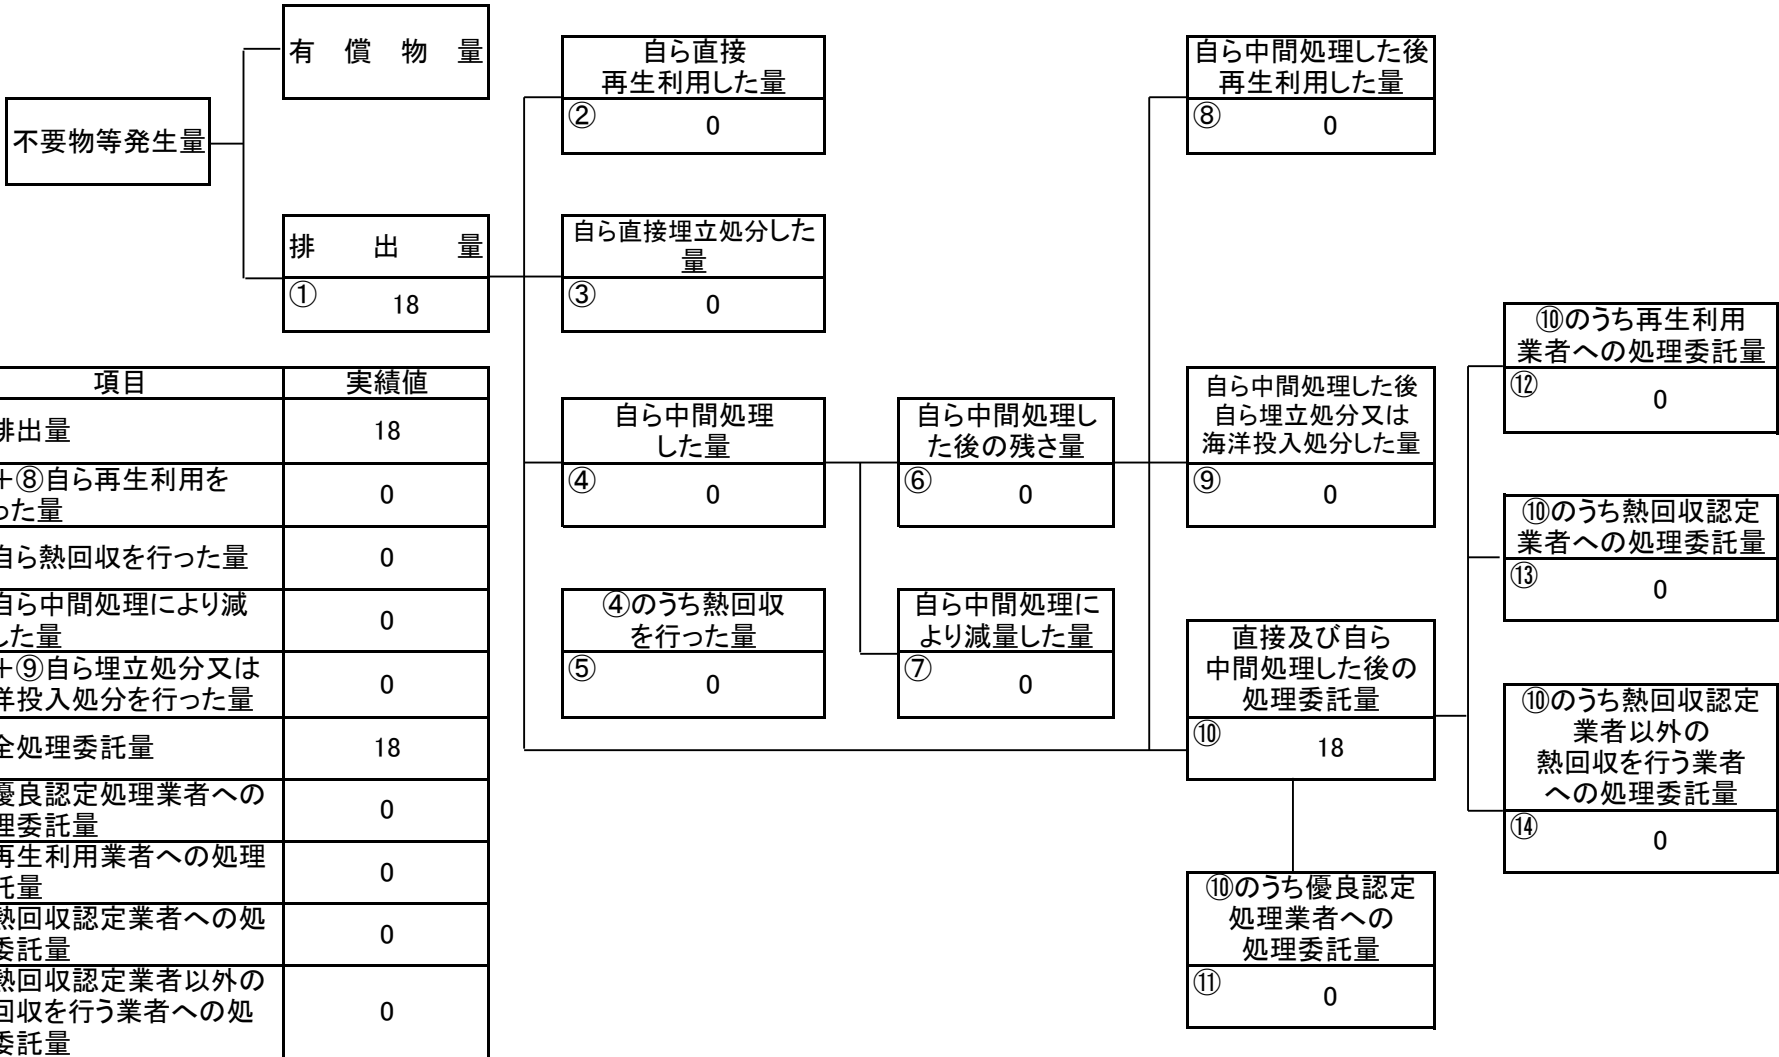 有償物量
自ら直接
再生利用した量
②
0
自ら中間処理した後
再生利用した量
⑧
0
不要物等発生量
排出量
①
18
自ら直接埋立処分した
量
③
0
⑩のうち再生利用
業者への処理委託量
⑫
0
自ら中間処理
した量
④
0
自ら中間処理し
た後の残さ量
⑥
0
自ら中間処理した後
自ら埋立処分又は
海洋投入処分した量
⑨
0
⑩のうち熱回収認定
業者への処理委託量
⑬
0
④のうち熱回収
を行った量
⑤
0
自ら中間処理に
より減量した量
⑦
0
直接及び自ら
中間処理した後の
処理委託量
⑩
18
⑩のうち熱回収認定
業者以外の
熱回収を行う業者
への処理委託量
⑭
0
⑩のうち優良認定
処理業者への
処理委託量
⑪
0
項目 実績値
排出量 18
+⑧自ら再生利用を
った量
0
自ら熱回収を行った量 0
自ら中間処理により減
した量
0
+⑨自ら埋立処分又は
洋投入処分を行った量
0
全処理委託量 18
優良認定処理業者への
理委託量
0
再生利用業者への処理
託量
0
熱回収認定業者への処
委託量
0
熱回収認定業者以外の
回収を行う業者への処
委託量
0